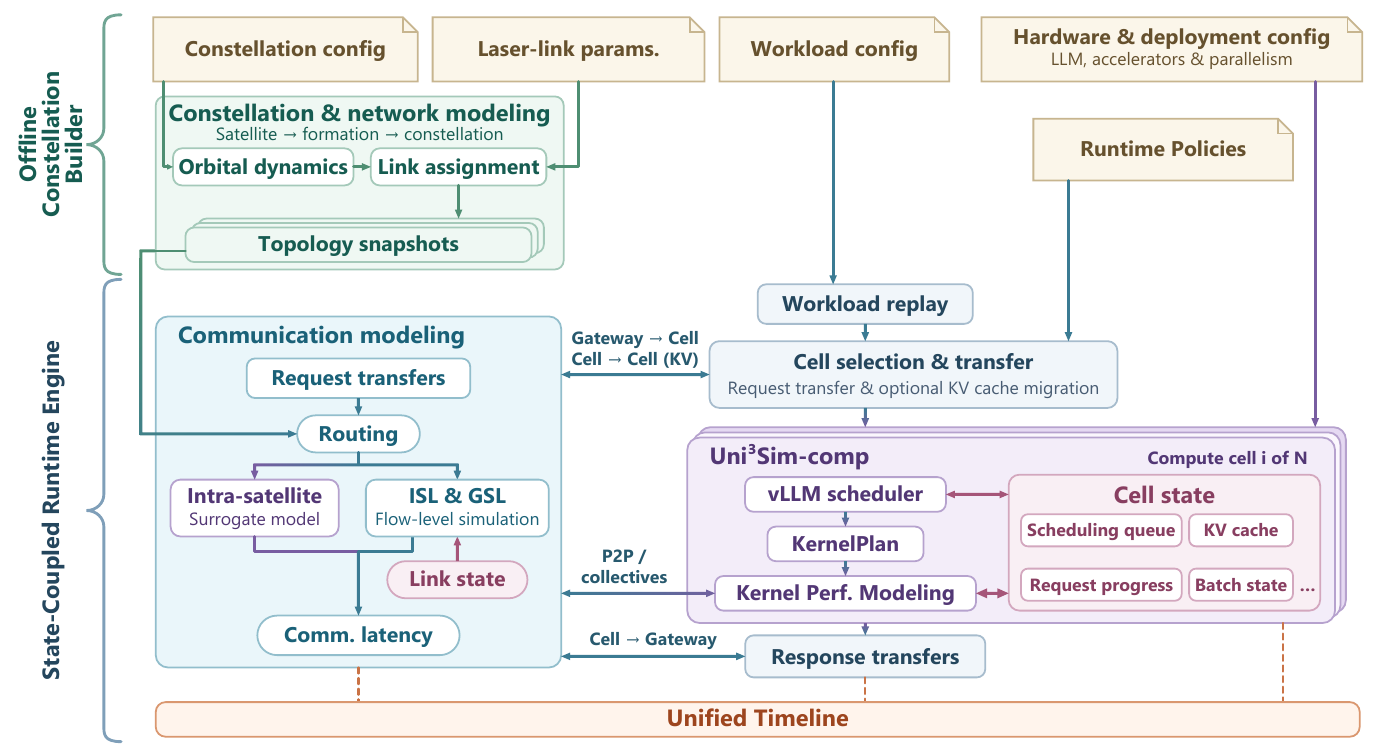 Constellation config
Laser-link params.
Workload config
Hardware & deployment config
LLM, accelerators & parallelism
Offline
Constellation
Builder
Constellation & network modeling
Satellite → formation → constellation
Orbital dynamics
Link assignment
Topology snapshots
Runtime Policies
State-Coupled Runtime Engine
Workload replay
Communication modeling
Gateway → Cell
Cell → Cell (KV)
Cell selection & transfer
Request transfer & optional KV cache migration
Request transfers
Routing
Intra-satellite
Surrogate model
ISL & GSL
Flow-level simulation
Link state
Comm. latency
P2P /
collectives
Cell → Gateway
Uni³Sim-comp
Compute cell i of N
vLLM scheduler
KernelPlan
Kernel Perf. Modeling
Cell state
Scheduling queue
KV cache
Request progress
Batch state
...
Response transfers
Unified Timeline